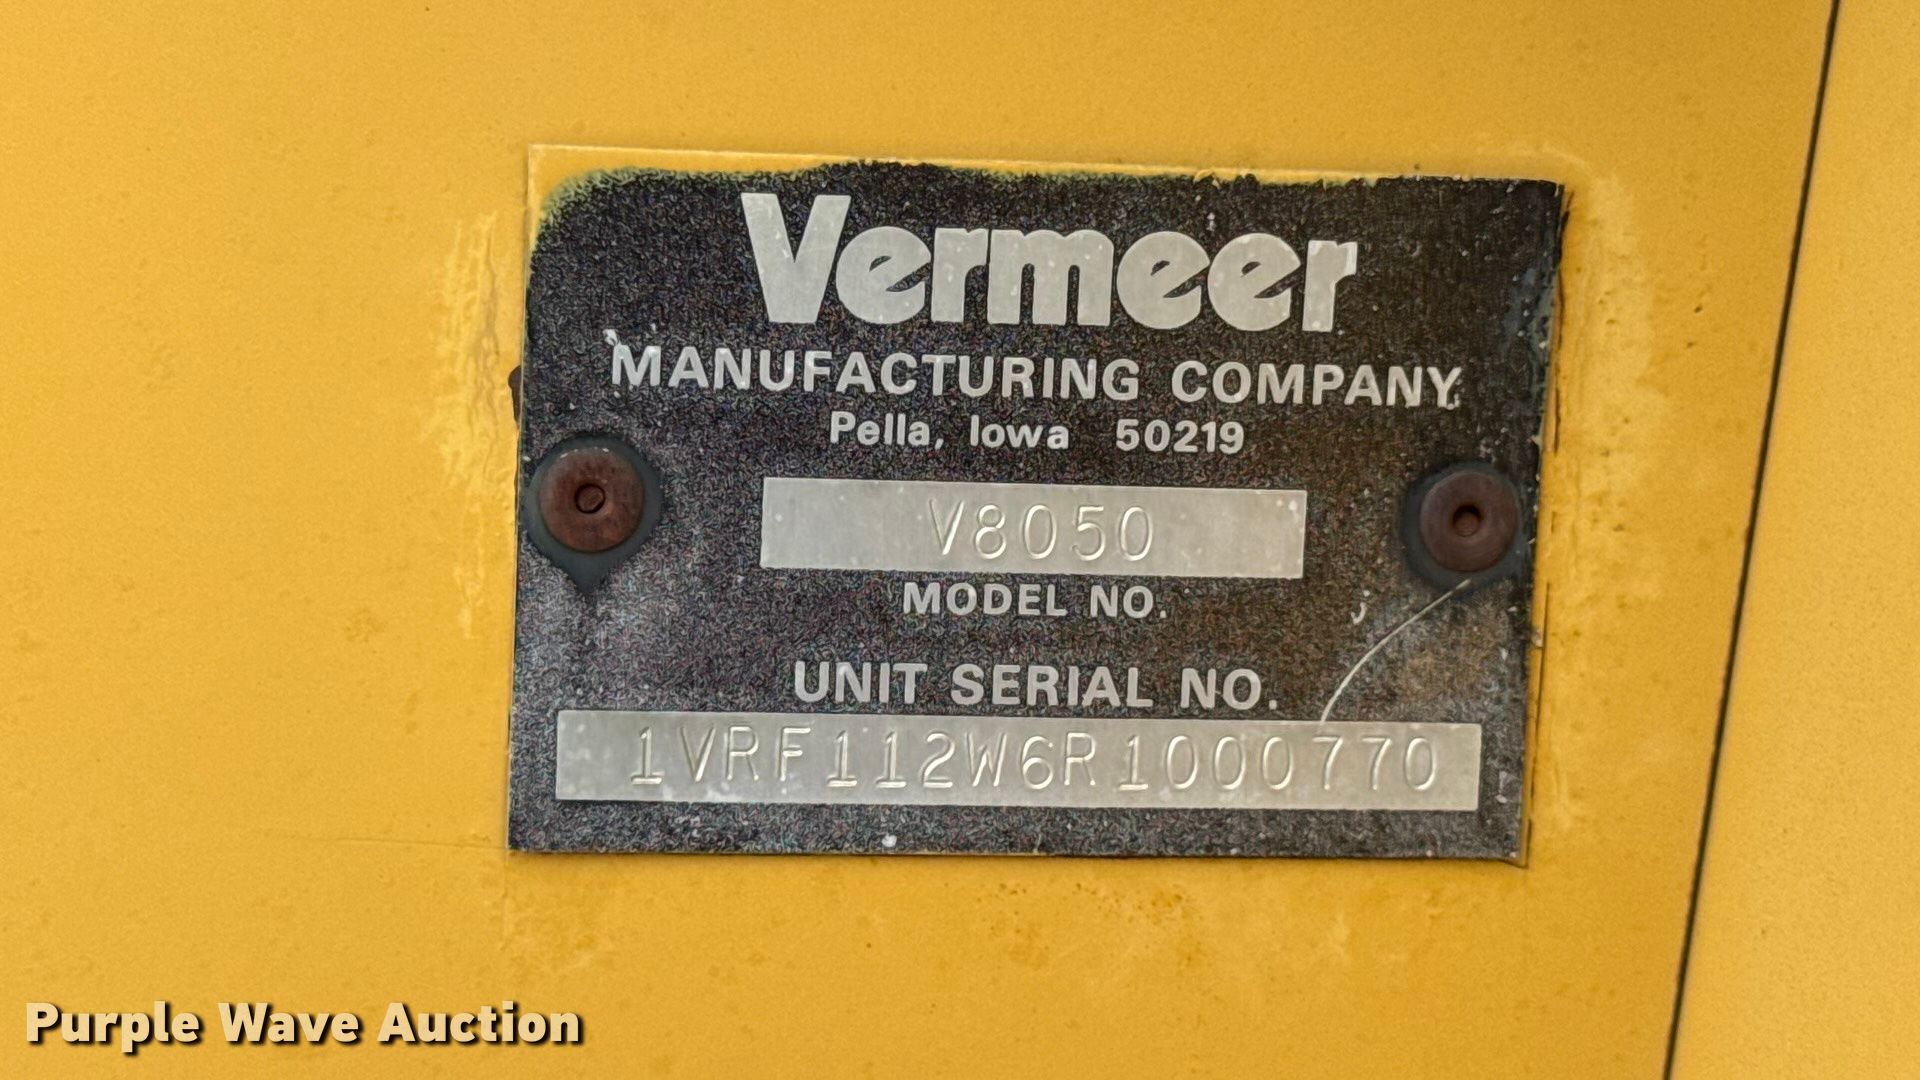 Vermeer
MANUFACTURING COMPANY
Pella, Iowa 50219
V8050
MODEL NO.
UNIT SERIAL NO.
1VRF112W6R1000770
Purple Wave Auction